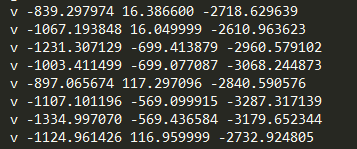 v -839.297974 16.386600 -2718.629639
v -1067.193848 16.049999 -2610.963623
v -1231.307129 -699.413879 -2960.579102
v -1003.411499 -699.077087 -3068.244873
v -897.065674 117.297096 -2840.590576
v -1107.101196 -569.099915 -3287.317139
v -1334.997070 -569.436584 -3179.652344
v -1124.961426 116.959999 -2732.924805